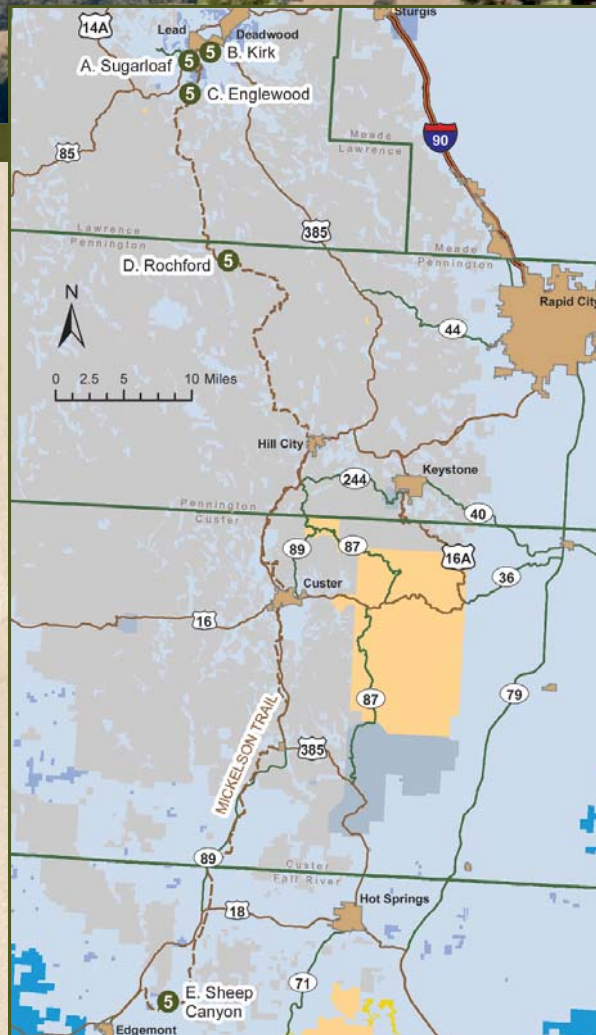 14A
Lead
Deadwood
Sturgis
A. Sugarloaf
5
5
B. Kirk
5
C. Englewood
85
90
Meade
Lawrence
385
Lawrence
Pennington
Meade
Pennington
D. Rochford
5
N
Rapid City
44
0 2.5 5 10 Miles
Hill City
Keystone
244
40
Pennington
Custer
89
87
16A
36
Custer
16
87
79
MICKELSON TRAIL
385
89
Custer
Fall River
18
Hot Springs
5
E. Sheep
Canyon
71
Edgemont